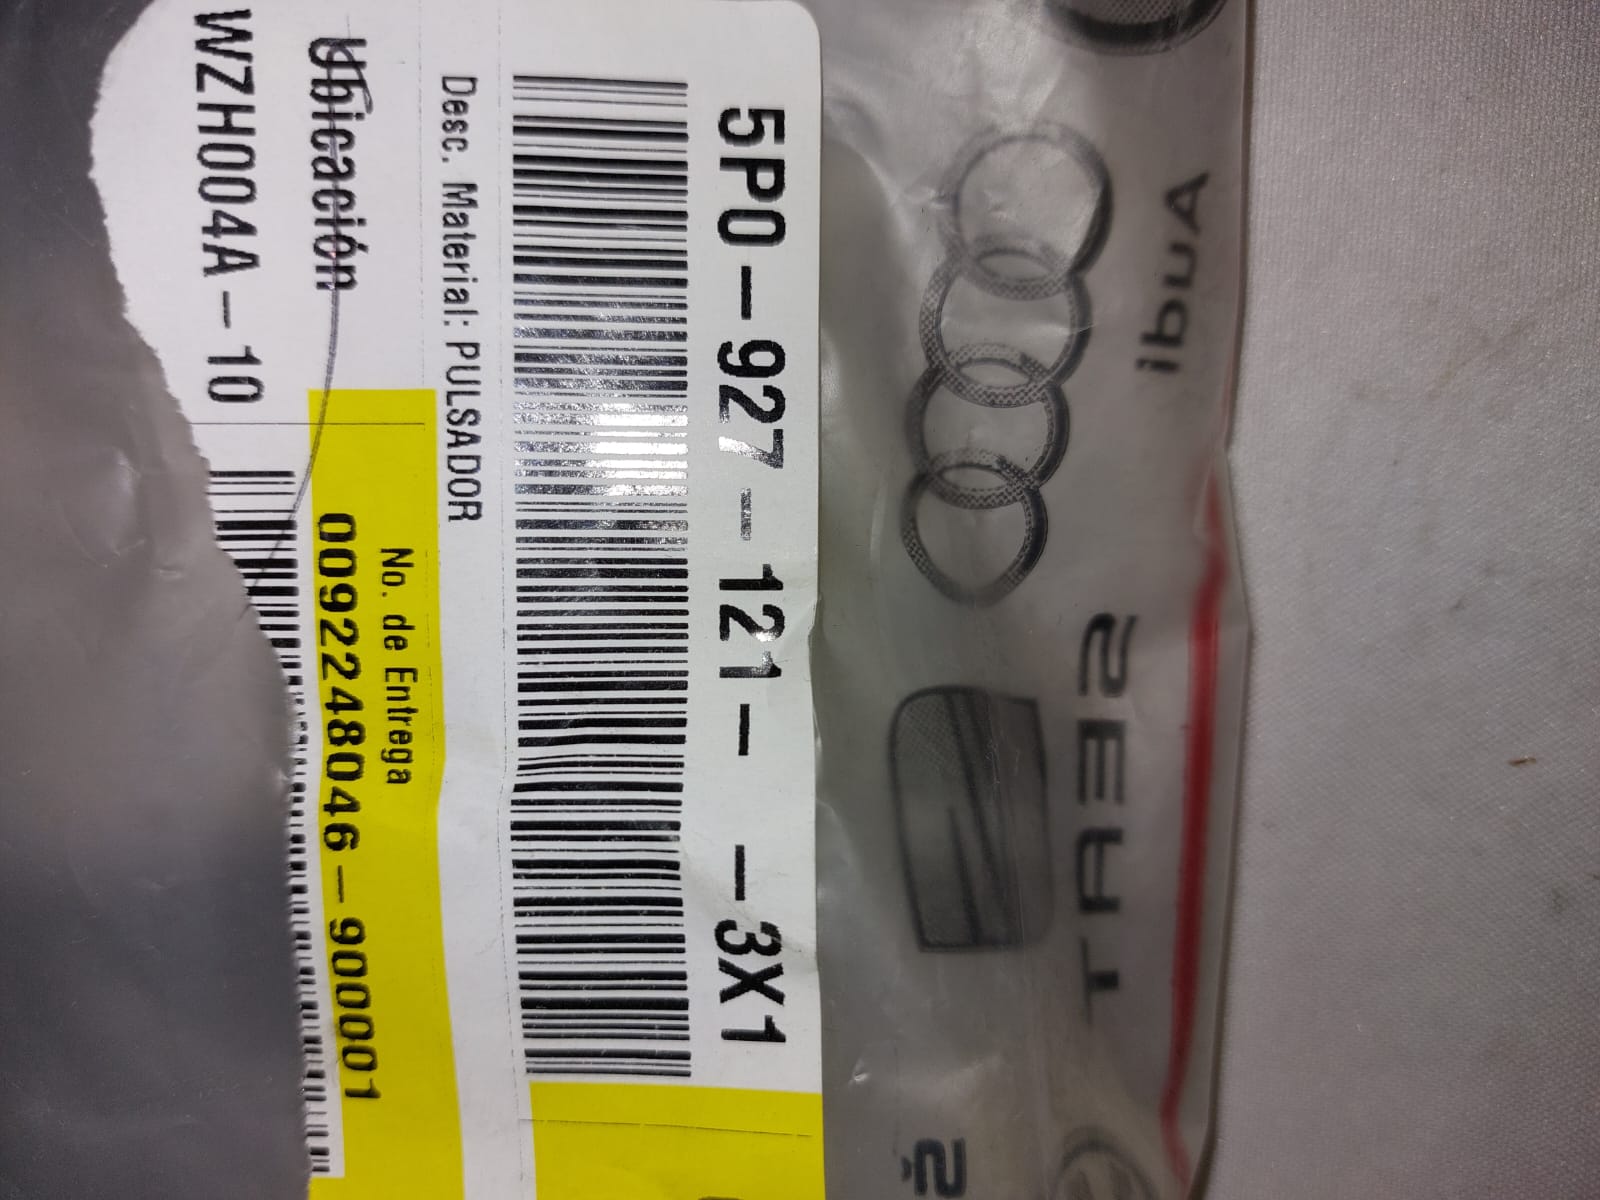 5P0-927-121- -3X1
Desc. Material: PULSADOR
No. de Entrega
0092248046-900001
Ubicación
WZH004A-10
Audi
SEAT